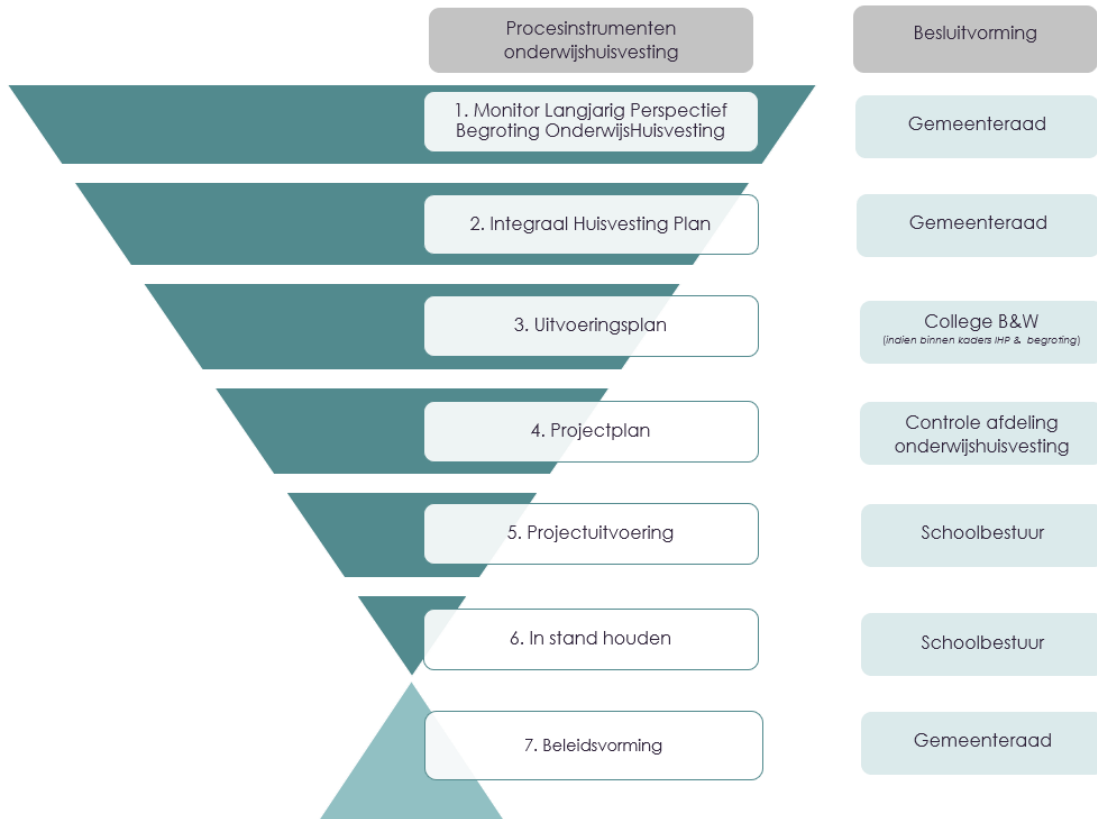 Procesinstrumenten
onderwijshuisvesting
Besluitvorming
1. Monitor Langjarig Perspectief
Begroting OnderwijsHuisvesting
Gemeenteraad
2. Integraal Huisvesting Plan
Gemeenteraad
3. Uitvoeringsplan
College B&W
(indien binnen kaders IHP & begroting)
4. Projectplan
Controle afdeling
onderwijshuisvesting
5. Projectuitvoering
Schoolbestuur
6. In stand houden
Schoolbestuur
7. Beleidsvorming
Gemeenteraad